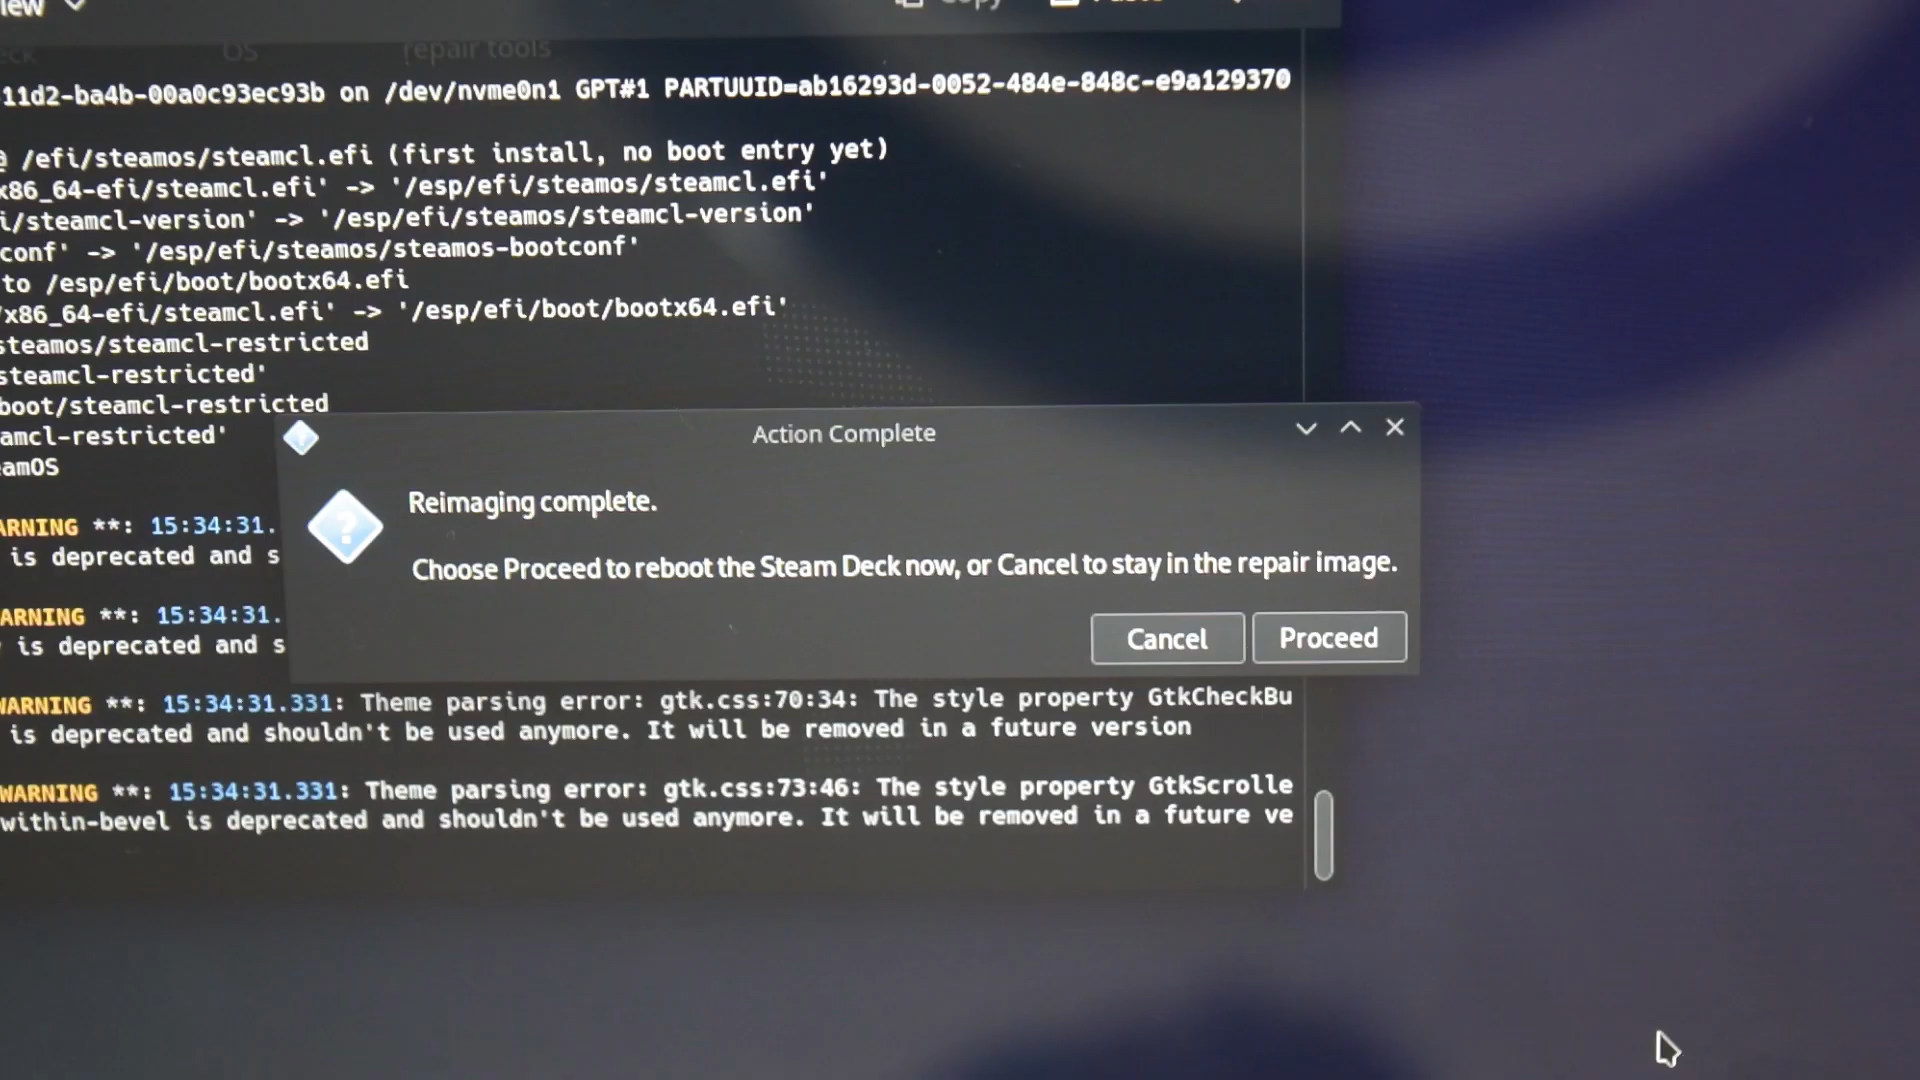 Copy
OS
repair tools
11d2-ba4b-00a0c93ec93b on /dev/nvme0n1 GPT#1 PARTUUID=ab16293d-0052-484e-848c-e9a129370
@ /efi/steamos/steamcl.efi (first install, no boot entry yet)
x86_64-efi/steamcl.efi' -> '/esp/efi/steamos/steamcl.efi'
i/steamcl-version' -> '/esp/efi/steamos/steamcl-version'
conf' -> '/esp/efi/steamos/steamos-bootconf'
to /esp/efi/boot/bootx64.efi
/x86_64-efi/steamcl.efi' -> '/esp/efi/boot/bootx64.efi'
steamos/steamcl-restricted
steamcl-restricted'
boot/steamcl-restricted
amcl-restricted'
eamOS
Action Complete
Reimaging complete.
Choose Proceed to reboot the Steam Deck now, or Cancel to stay in the repair image.
Cancel Proceed
ARNING **: 15:34:31.
is deprecated and s
ARNING **: 15:34:31.
is deprecated and s
WARNING **: 15:34:31.331: Theme parsing error: gtk.css:70:34: The style property GtkCheckBu
is deprecated and shouldn't be used anymore. It will be removed in a future version
WARNING **: 15:34:31.331: Theme parsing error: gtk.css:73:46: The style property GtkScrolle
within-bevel is deprecated and shouldn't be used anymore. It will be removed in a future ve